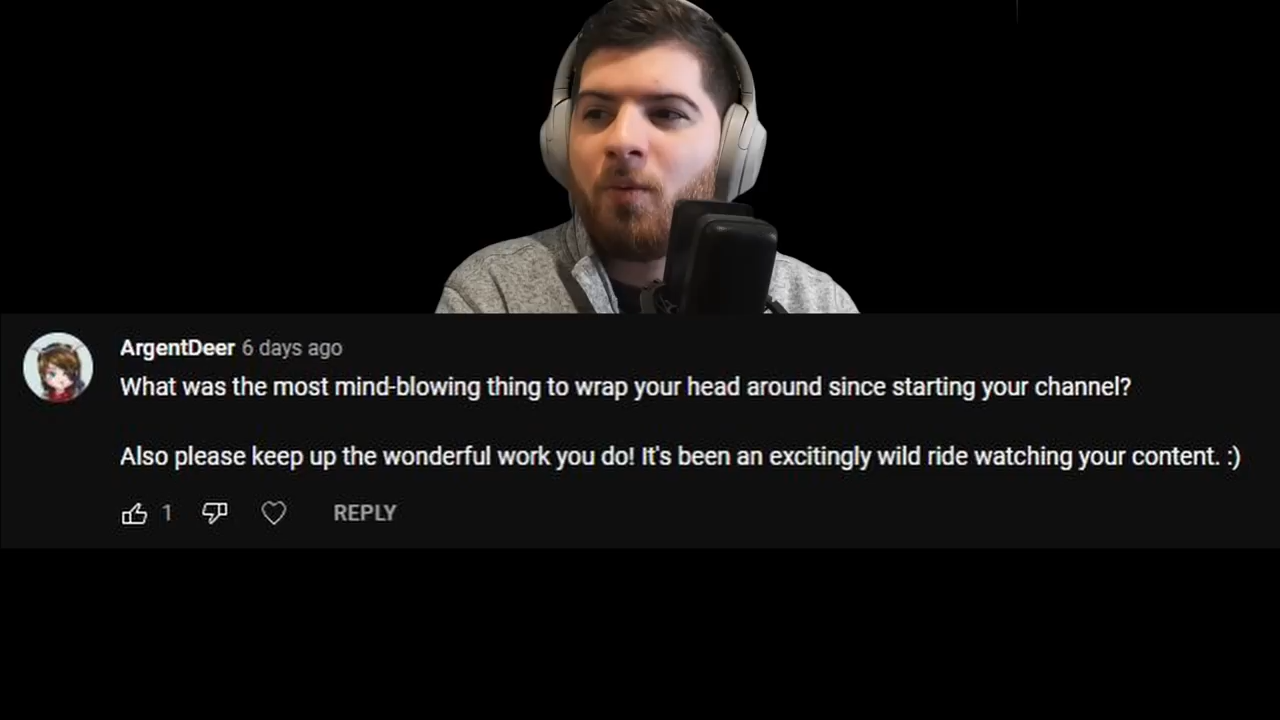 ArgentDeer 6 days ago
What was the most mind-blowing thing to wrap your head around since starting your channel?
Also please keep up the wonderful work you do! It's been an excitingly wild ride watching your content. :)
1 REPLY